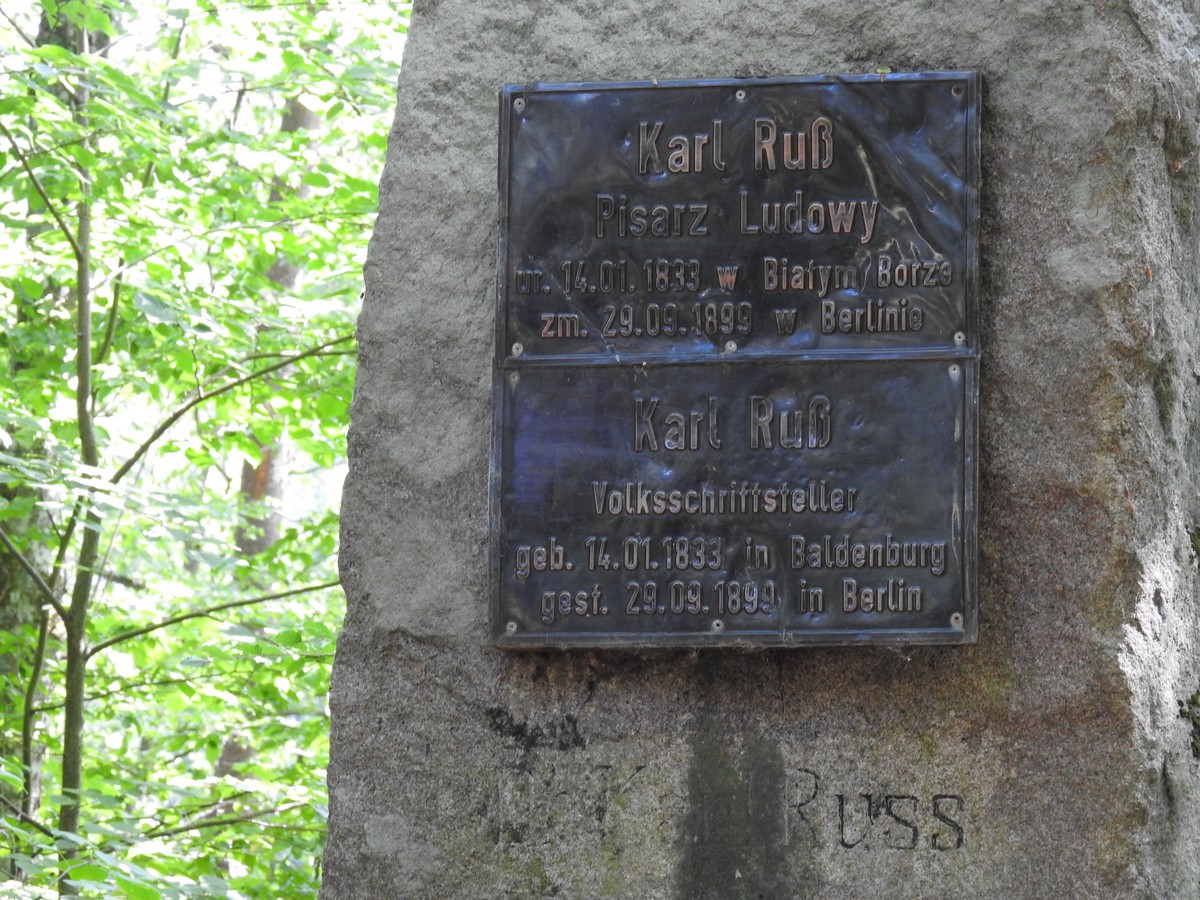 Karl Ruß
Pisarz Ludowy
ur. 14.01.1833 w Białym/Borze
zm. 29.09.1899 w Berlinie
Karl Ruß
Volksschriftsteller
geb. 14.01.1833 in Baldenburg
gest. 29.09.1899 in Berlin
Russ